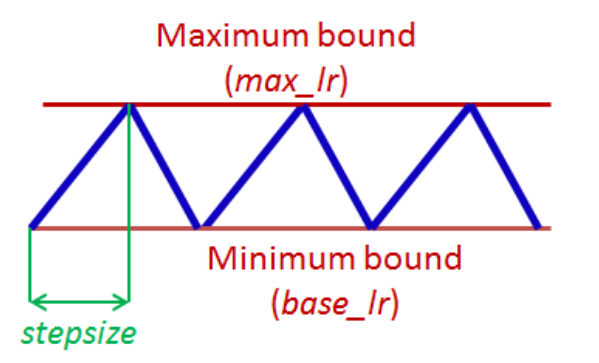 Maximum bound
(max_lr)
Minimum bound
(base_lr)
stepsize